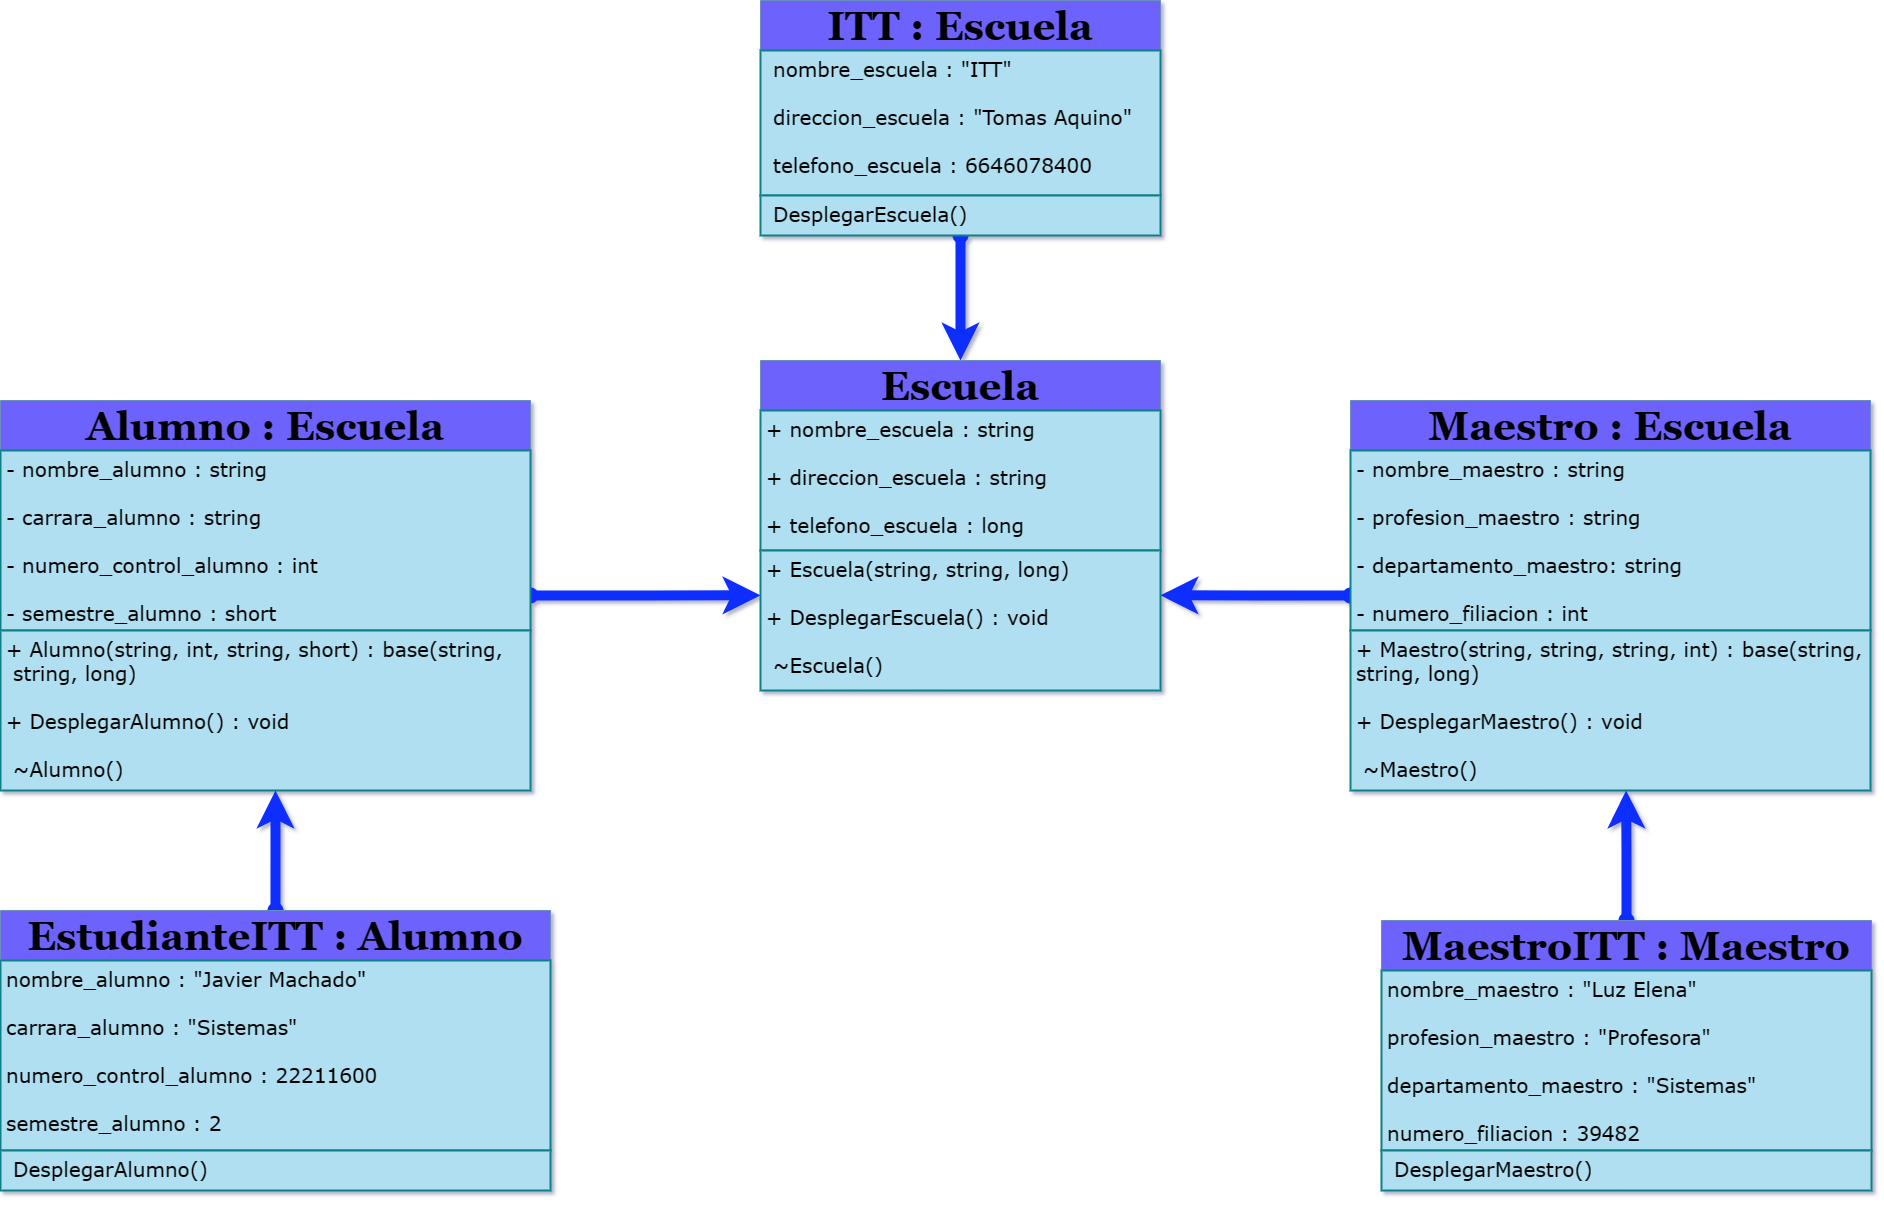 ITT : Escuela
nombre_escuela : "ITT"
direccion_escuela : "Tomas Aquino"
telefono_escuela : 6646078400
DesplegarEscuela()
Escuela
+ nombre_escuela : string
+ direccion_escuela : string
+ telefono_escuela : long
+ Escuela(string, string, long)
+ DesplegarEscuela() : void
~Escuela()
Alumno : Escuela
- nombre_alumno : string
- carrara_alumno : string
- numero_control_alumno : int
- semestre_alumno : short
+ Alumno(string, int, string, short) : base(string,
string, long)
+ DesplegarAlumno() : void
~Alumno()
Maestro : Escuela
- nombre_maestro : string
- profesion_maestro : string
- departamento_maestro: string
- numero_filiacion : int
+ Maestro(string, string, string, int) : base(string,
string, long)
+ DesplegarMaestro() : void
~Maestro()
EstudianteITT : Alumno
nombre_alumno : "Javier Machado"
carrara_alumno : "Sistemas"
numero_control_alumno : 22211600
semestre_alumno : 2
DesplegarAlumno()
MaestroITT : Maestro
nombre_maestro : "Luz Elena"
profesion_maestro : "Profesora"
departamento_maestro : "Sistemas"
numero_filiacion : 39482
DesplegarMaestro()